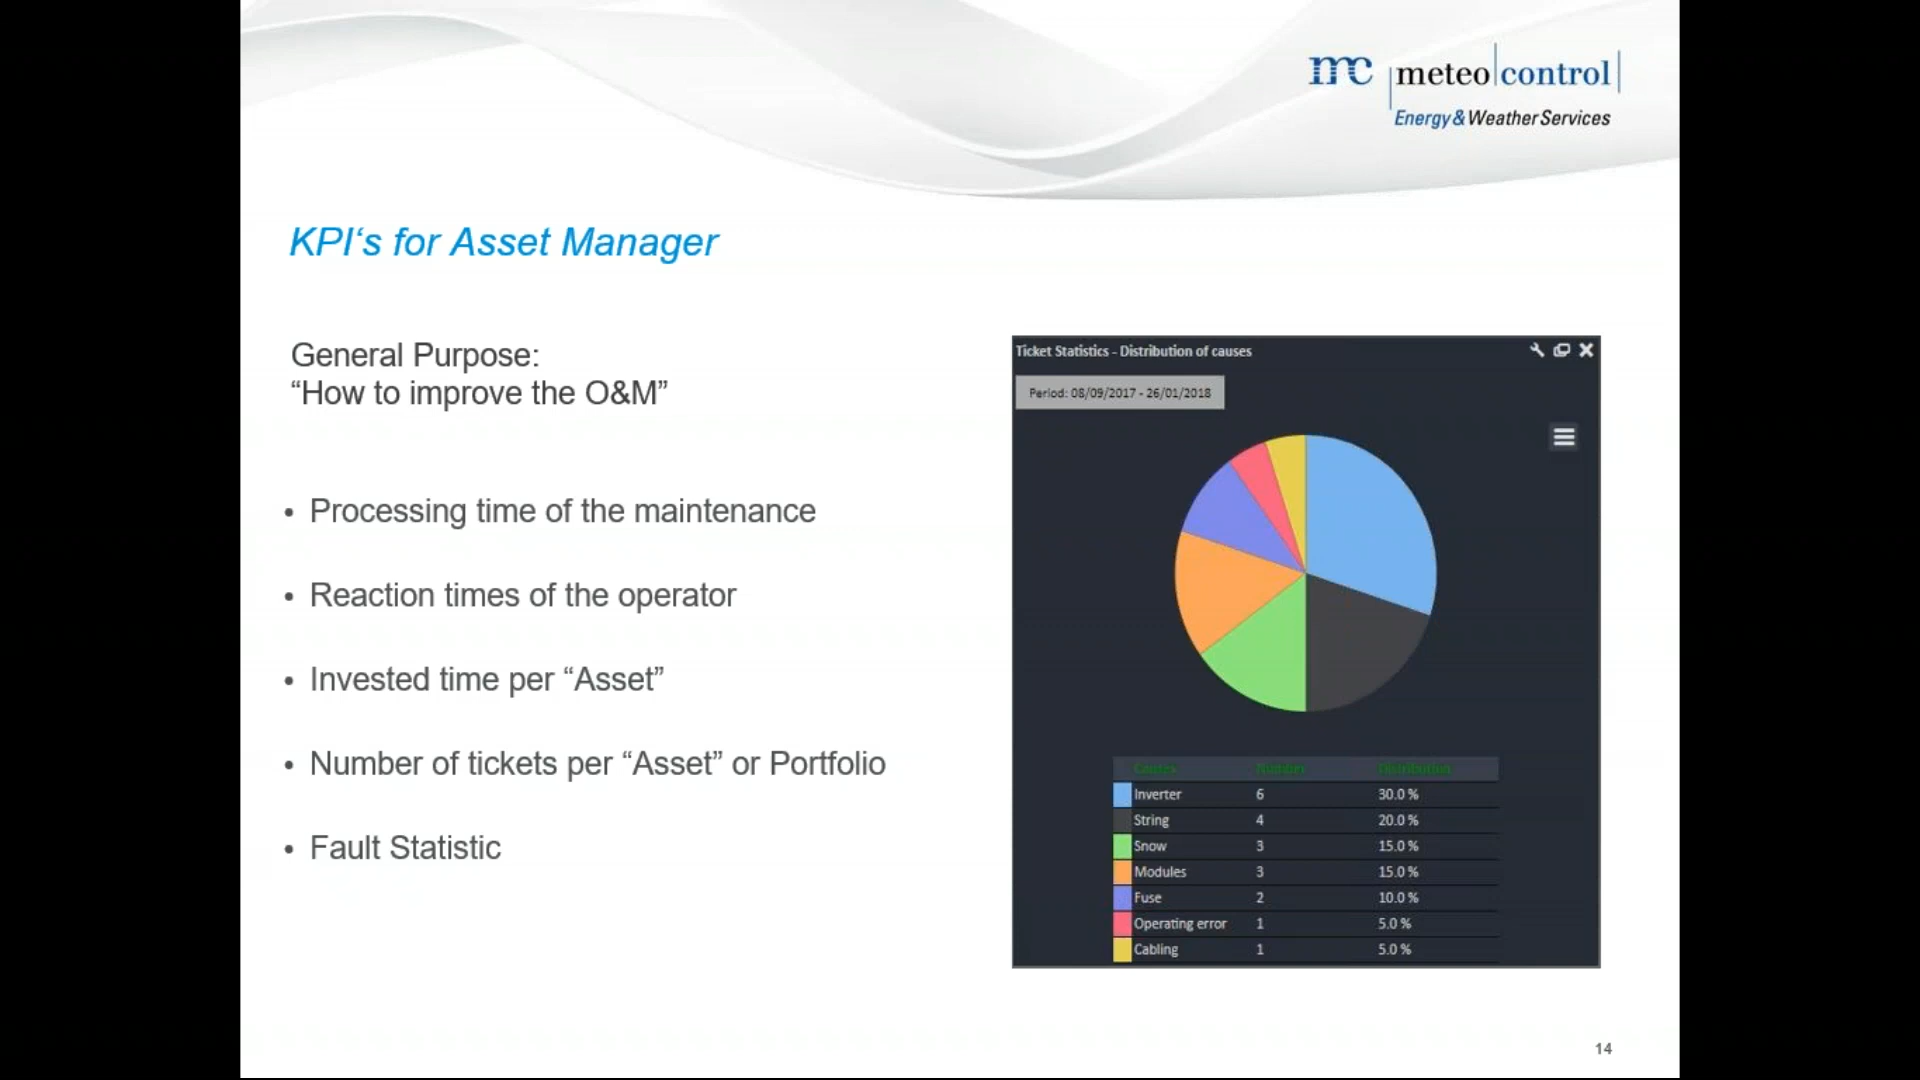 mc meteo control
Energy & Weather Services
KPI‘s for Asset Manager
General Purpose:
“How to improve the O&M”
• Processing time of the maintenance
• Reaction times of the operator
• Invested time per “Asset”
• Number of tickets per “Asset” or Portfolio
• Fault Statistic
Ticket Statistics - Distribution of causes
Period: 08/09/2017 - 26/01/2018
Causes Number Distribution
Inverter 6 30.0 %
String 4 20.0 %
Snow 3 15.0 %
Modules 3 15.0 %
Fuse 2 10.0 %
Operating error 1 5.0 %
Cabling 1 5.0 %
14